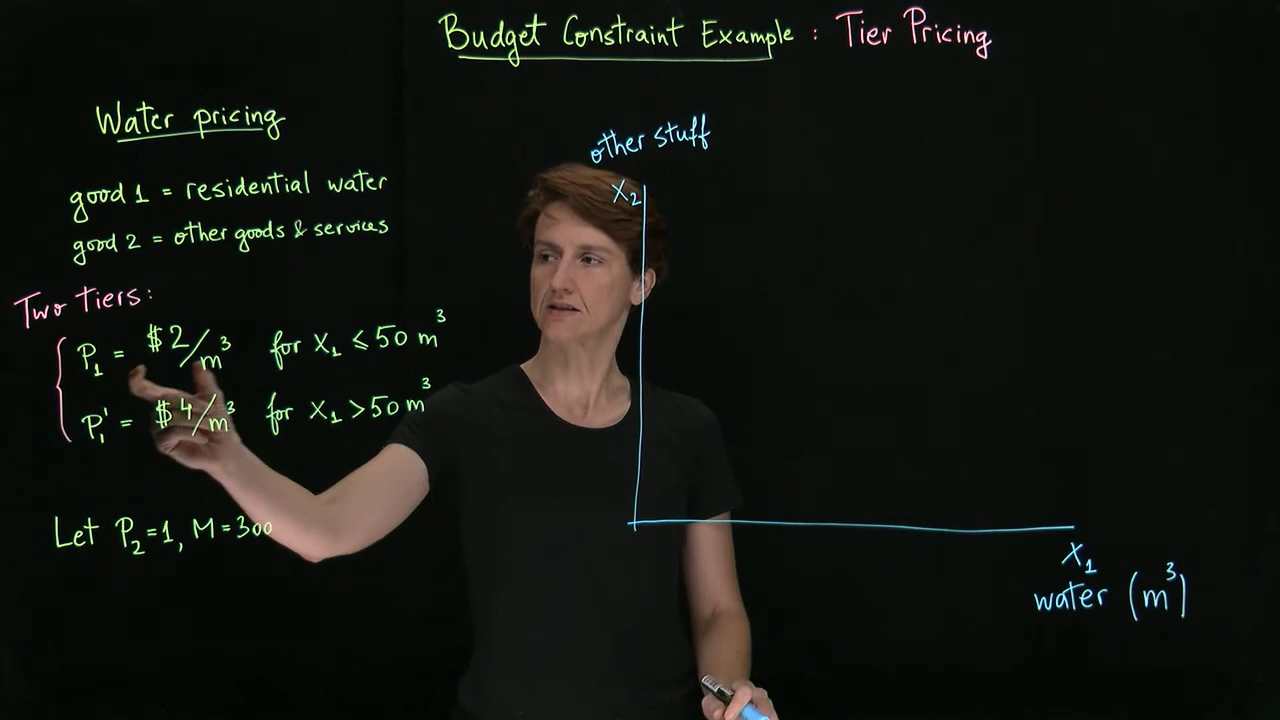 Budget Constraint Example : Tier Pricing
Water pricing
good 1 = residential water
good 2 = other goods & services
Two tiers:
P₁ = $2/m³ for X₁ ≤ 50 m³
P₁' = $4/m³ for X₁ > 50 m³
Let P₂ = 1, M = 300
other stuff
X₂
X₁
water (m³)